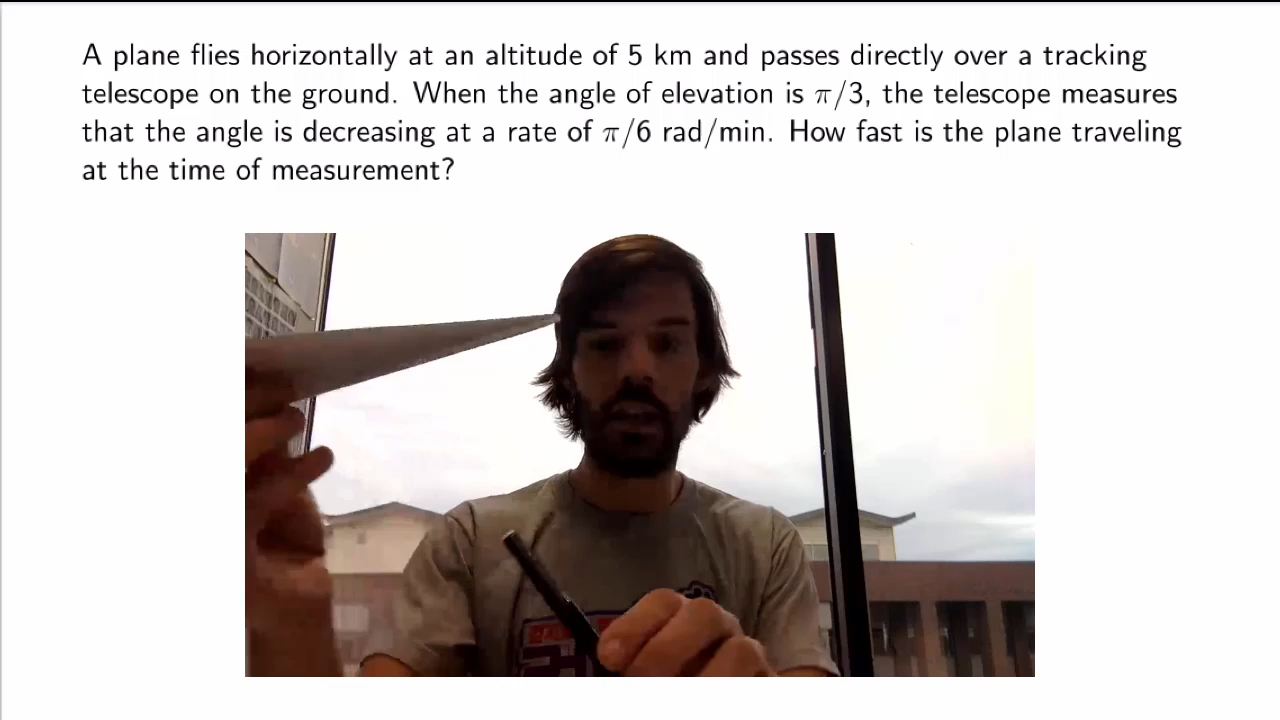 A plane flies horizontally at an altitude of 5 km and passes directly over a tracking
telescope on the ground. When the angle of elevation is π/3, the telescope measures
that the angle is decreasing at a rate of π/6 rad/min. How fast is the plane traveling
at the time of measurement?